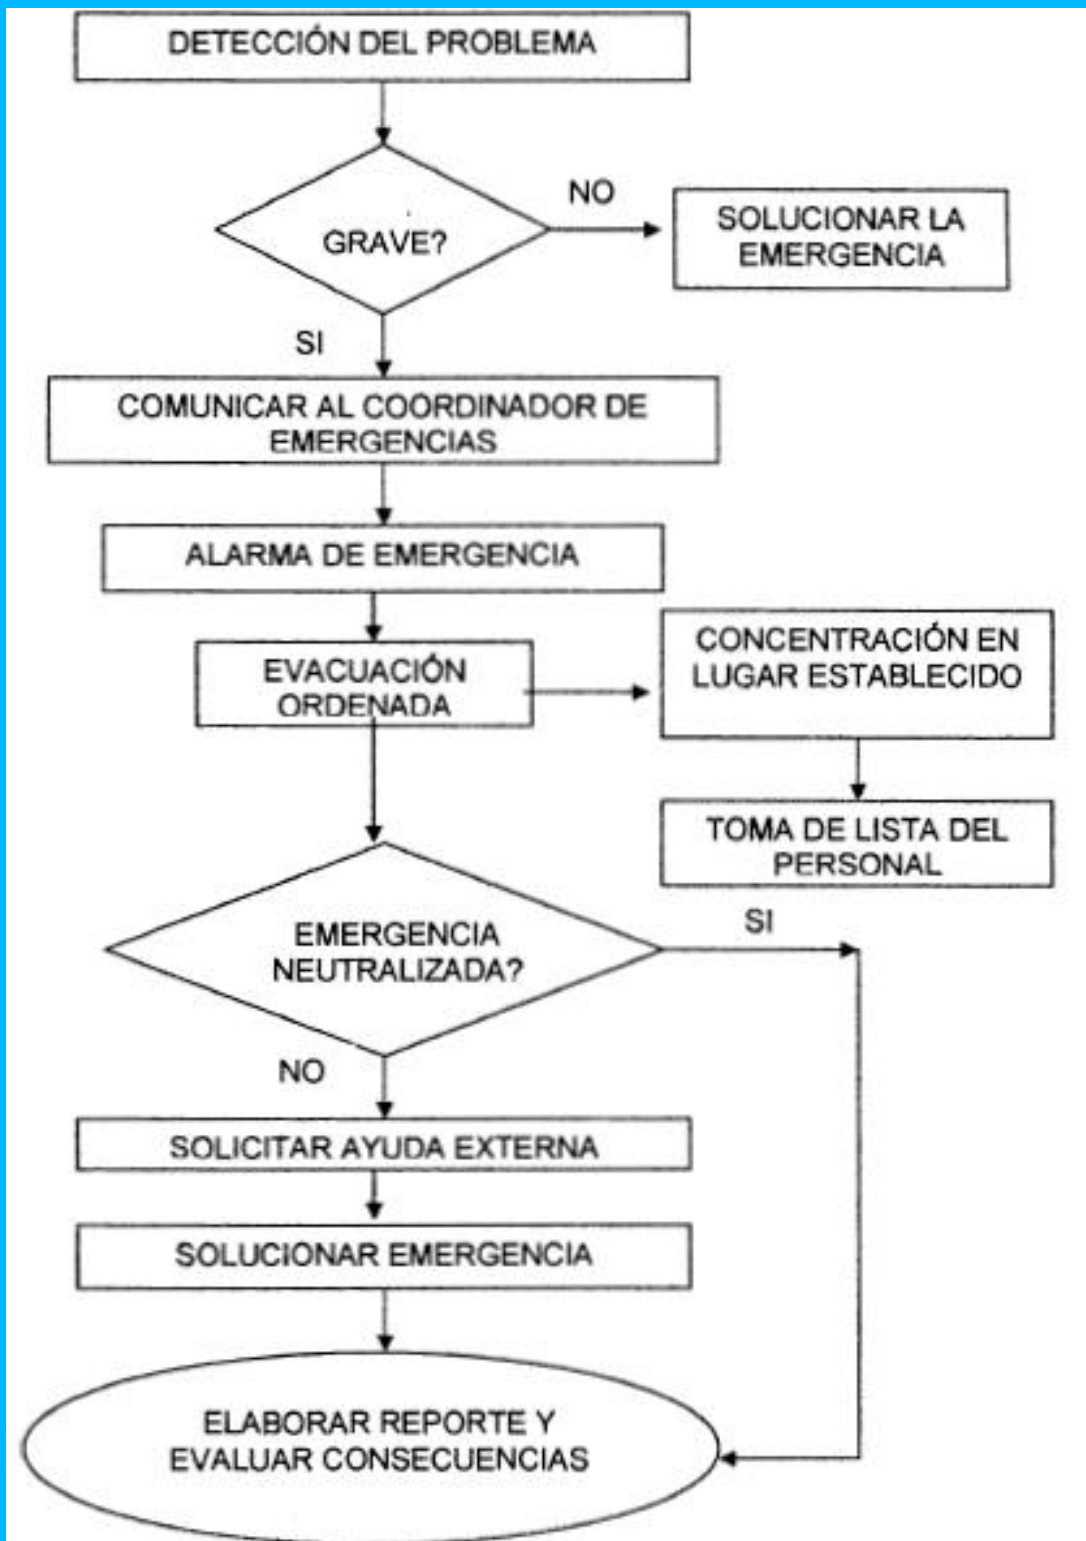 DETECCIÓN DEL PROBLEMA
GRAVE?
NO
SOLUCIONAR LA
EMERGENCIA
SI
COMUNICAR AL COORDINADOR DE
EMERGENCIAS
ALARMA DE EMERGENCIA
EVACUACIÓN
ORDENADA
CONCENTRACIÓN EN
LUGAR ESTABLECIDO
TOMA DE LISTA DEL
PERSONAL
EMERGENCIA
NEUTRALIZADA?
SI
NO
SOLICITAR AYUDA EXTERNA
SOLUCIONAR EMERGENCIA
ELABORAR REPORTE Y
EVALUAR CONSECUENCIAS